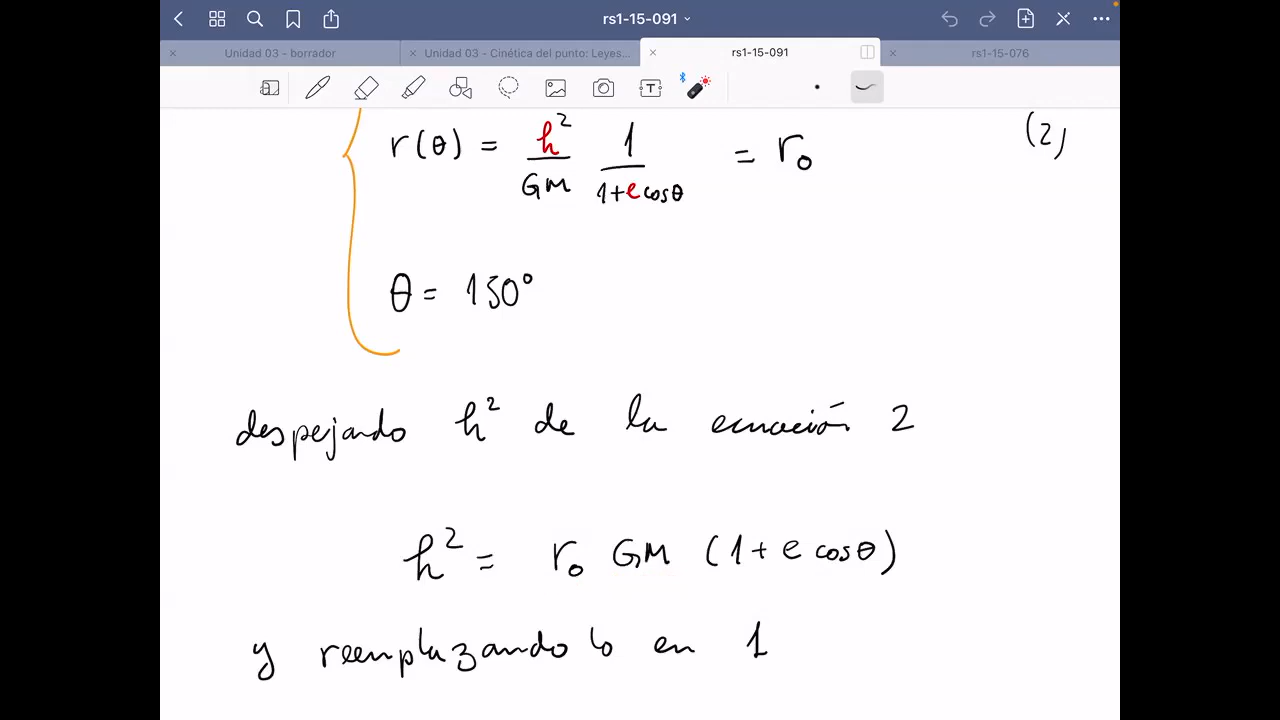 rs1-15-091
Unidad 03 - borrador
Unidad 03 - Cinética del punto: Leyes...
rs1-15-091
rs1-15-076
r(θ) = h² / GM 1 / 1+e cosθ = r₀ (2)
θ = 150°
despejando h² de la ecuación 2
h² = r₀ GM (1 + e cosθ)
y reemplazando lo en 1